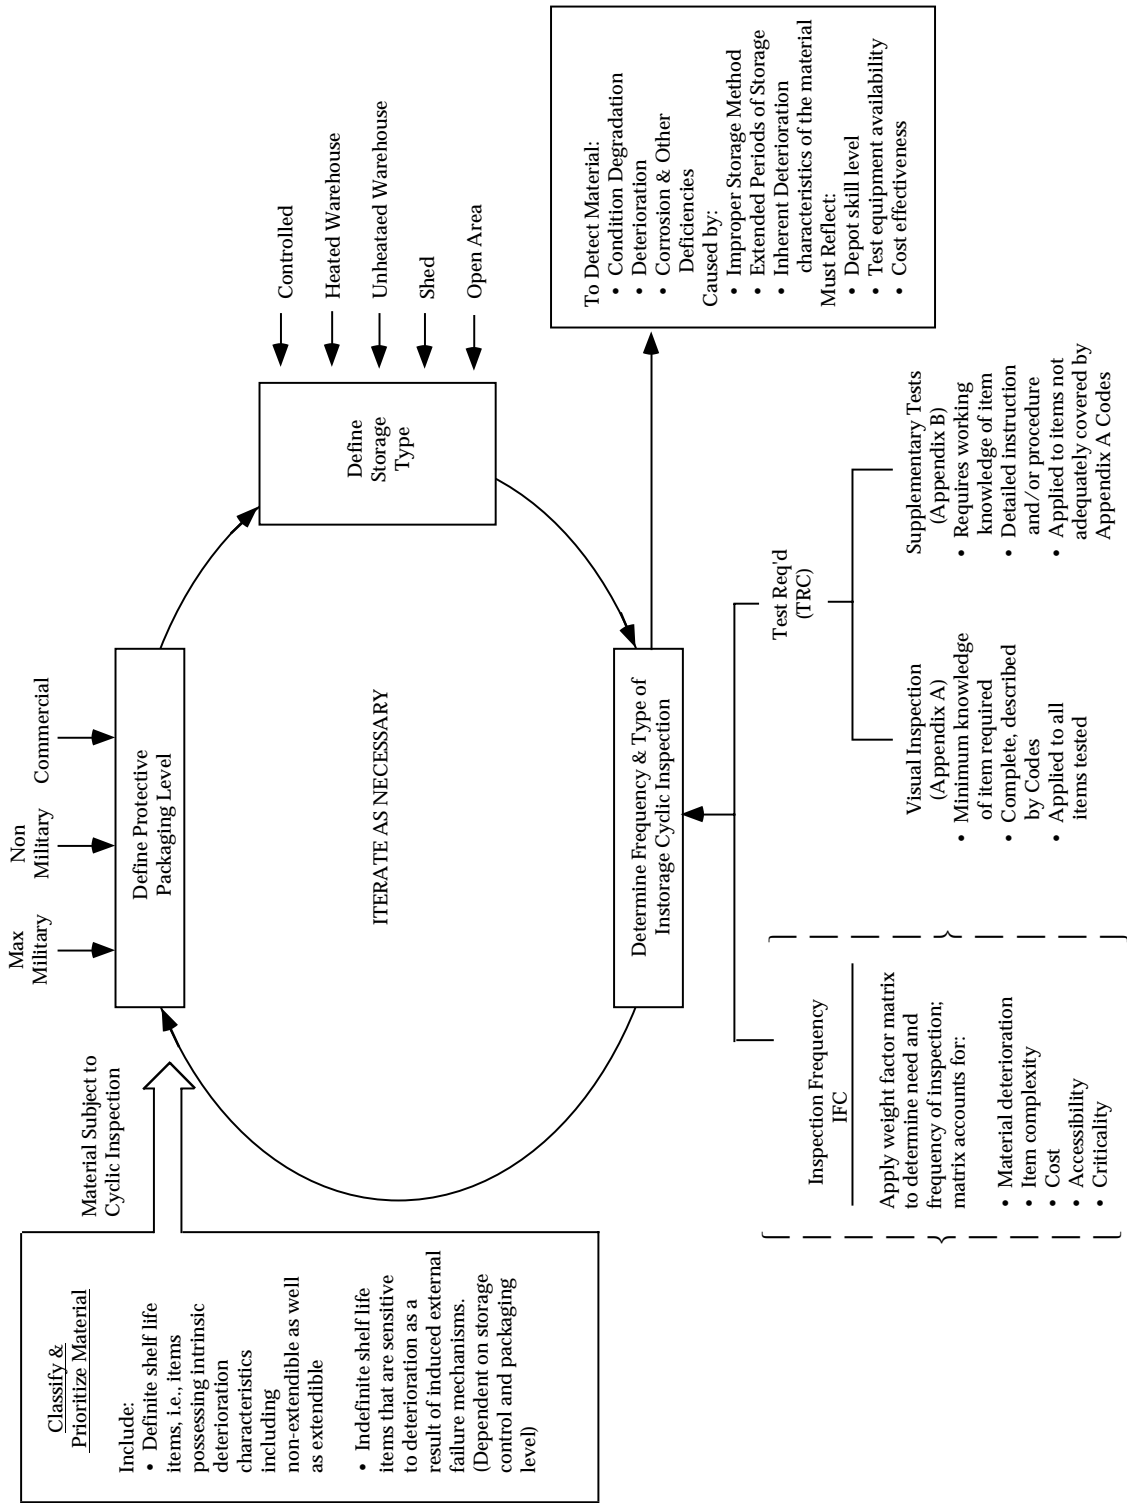 Classify &
Prioritize Material
Include:
• Definite shelf life
items, i.e., items
possessing intrinsic
deterioration
characteristics
including
non-extendible as well
as extendible
• Indefinite shelf life
items that are sensitive
to deterioration as a
result of induced external
failure mechanisms.
(Dependent on storage
control and packaging
level)
Material Subject to
Cyclic Inspection
Max
Military
Non
Military
Commercial
Define Protective
Packaging Level
Controlled
Heated Warehouse
Unheataed Warehouse
Shed
Open Area
Define
Storage
Type
ITERATE AS NECESSARY
Determine Frequency & Type of
Instorage Cyclic Inspection
To Detect Material:
• Condition Degradation
• Deterioration
• Corrosion & Other
Deficiencies
Caused by:
• Improper Storage Method
• Extended Periods of Storage
• Inherent Deterioration
characteristics of the material
Must Reflect:
• Depot skill level
• Test equipment availability
• Cost effectiveness
Inspection Frequency
IFC
Apply weight factor matrix
to determine need and
frequency of inspection;
matrix accounts for:
• Material deterioration
• Item complexity
• Cost
• Accessibility
• Criticality
Test Req'd
(TRC)
Visual Inspection
(Appendix A)
• Minimum knowledge
of item required
• Complete, described
by Codes
• Applied to all
items tested
Supplementary Tests
(Appendix B)
• Requires working
knowledge of item
• Detailed instruction
and/or procedure
• Applied to items not
adequately covered by
Appendix A Codes